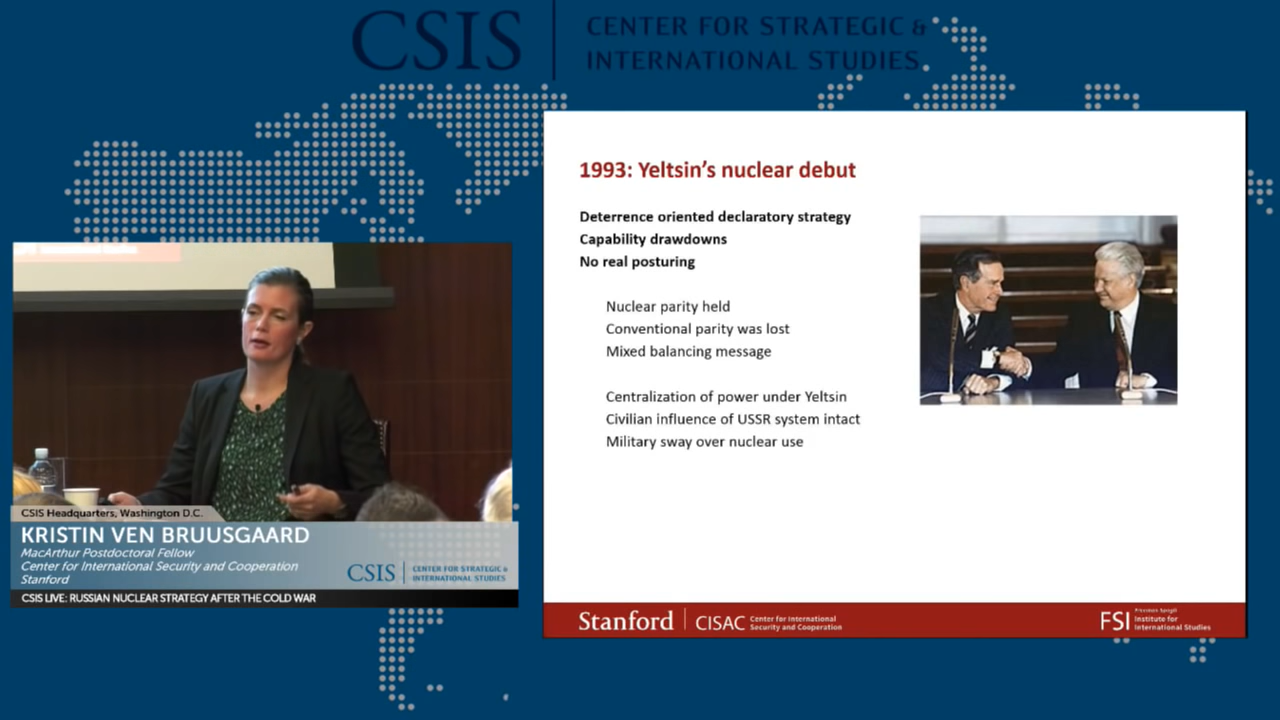 CSIS
CENTER FOR STRATEGIC &
INTERNATIONAL STUDIES
1993: Yeltsin's nuclear debut
Deterrence oriented declaratory strategy
Capability drawdowns
No real posturing
Nuclear parity held
Conventional parity was lost
Mixed balancing message
Centralization of power under Yeltsin
Civilian influence of USSR system intact
Military sway over nuclear use
Stanford
CISAC
Center for International
Security and Cooperation
FSI
Freeman Spogli
Institute for
International Studies
CSIS Headquarters, Washington D.C.
KRISTIN VEN BRUUSGAARD
MacArthur Postdoctoral Fellow
Center for International Security and Cooperation
Stanford
CSIS
CENTER FOR STRATEGIC &
INTERNATIONAL STUDIES
CSIS LIVE: RUSSIAN NUCLEAR STRATEGY AFTER THE COLD WAR